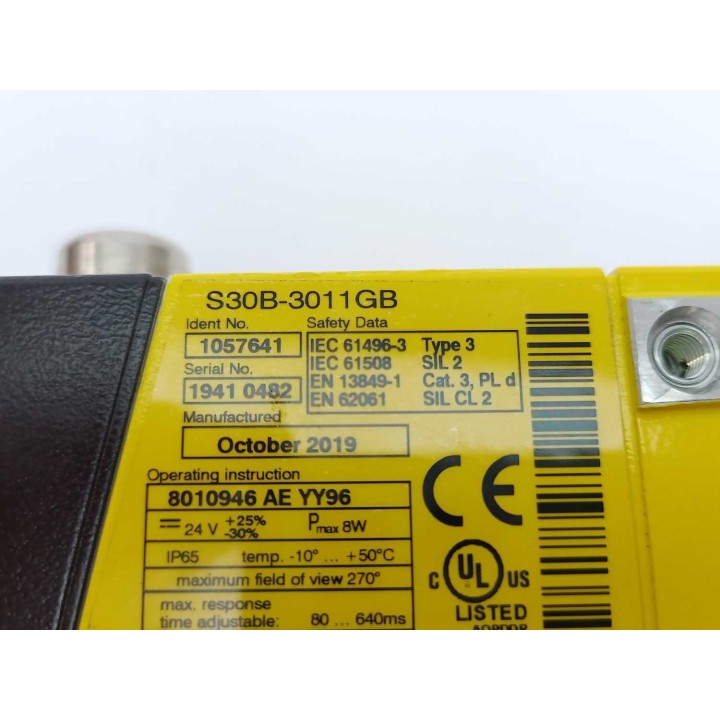 S30B-3011GB
Ident No.
1057641
Serial No.
1941 0482
Safety Data
IEC 61496-3 Type 3
IEC 61508 SIL 2
EN 13849-1 Cat. 3, PL d
EN 62061 SIL CL 2
Manufactured
October 2019
Operating instruction
8010946 AE YY96
24 V +25% -30% Pmax 8W
IP65 temp. -10° ... +50°C
maximum field of view 270°
max. response
time adjustable: 80 ... 640ms
CE
C UL US
LISTED